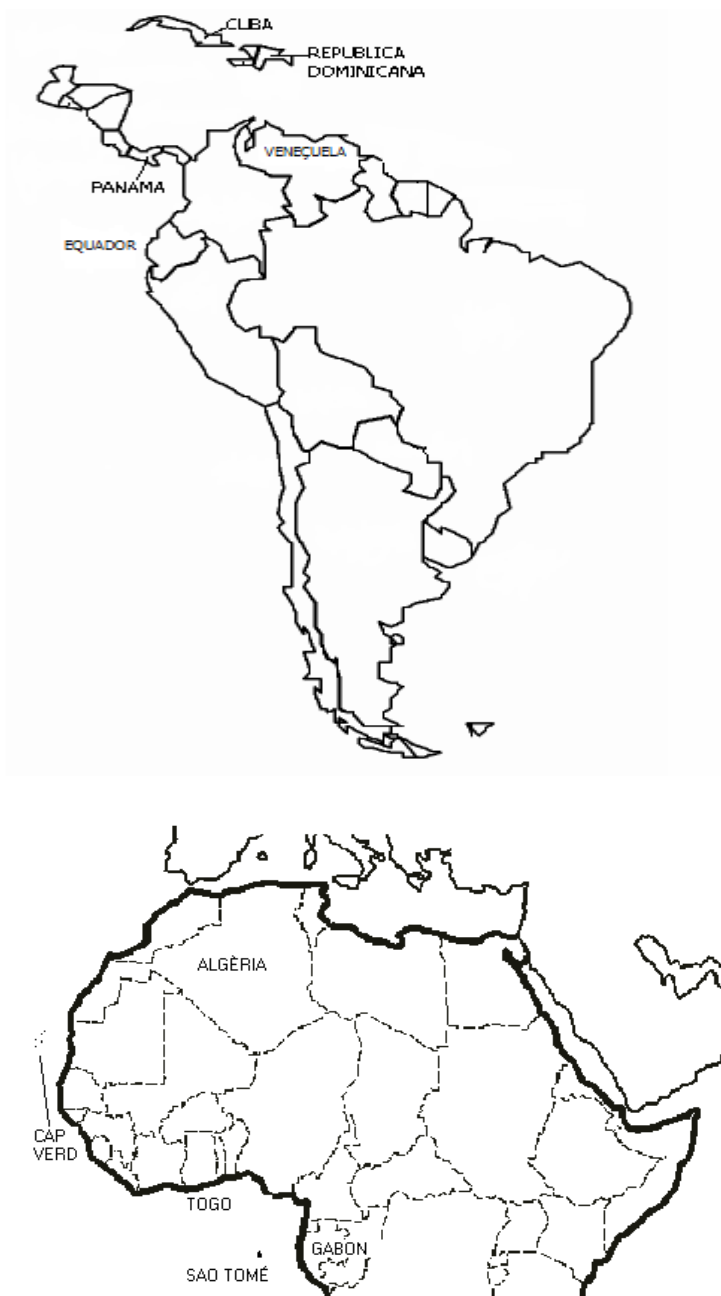 CUBA
REPUBLICA
DOMINICANA
VENEÇUELA
PANAMA
EQUADOR
ALGÈRIA
CAP
VERD
TOGO
GABON
SAO TOMÉ